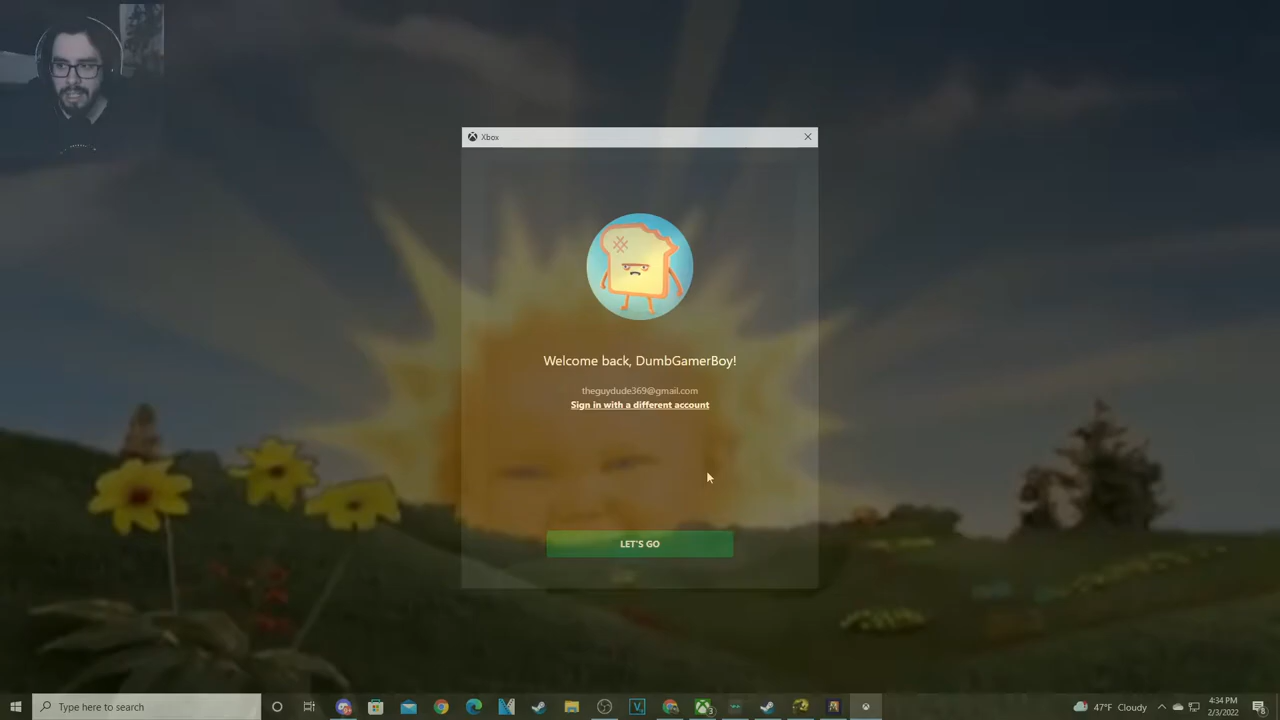 Xbox
Welcome back, DumbGamerBoy!
theguydude369@gmail.com
Sign in with a different account
LET'S GO
Type here to search
47°F Cloudy
4:34 PM
2/3/2022